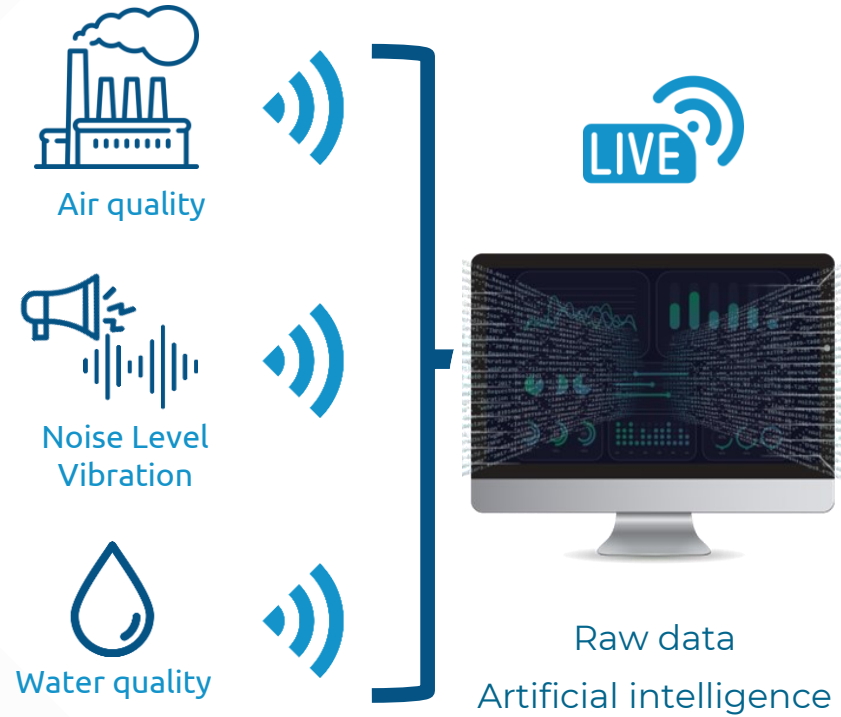 Air quality
Noise Level
Vibration
Water quality
LIVE
Raw data
Artificial intelligence